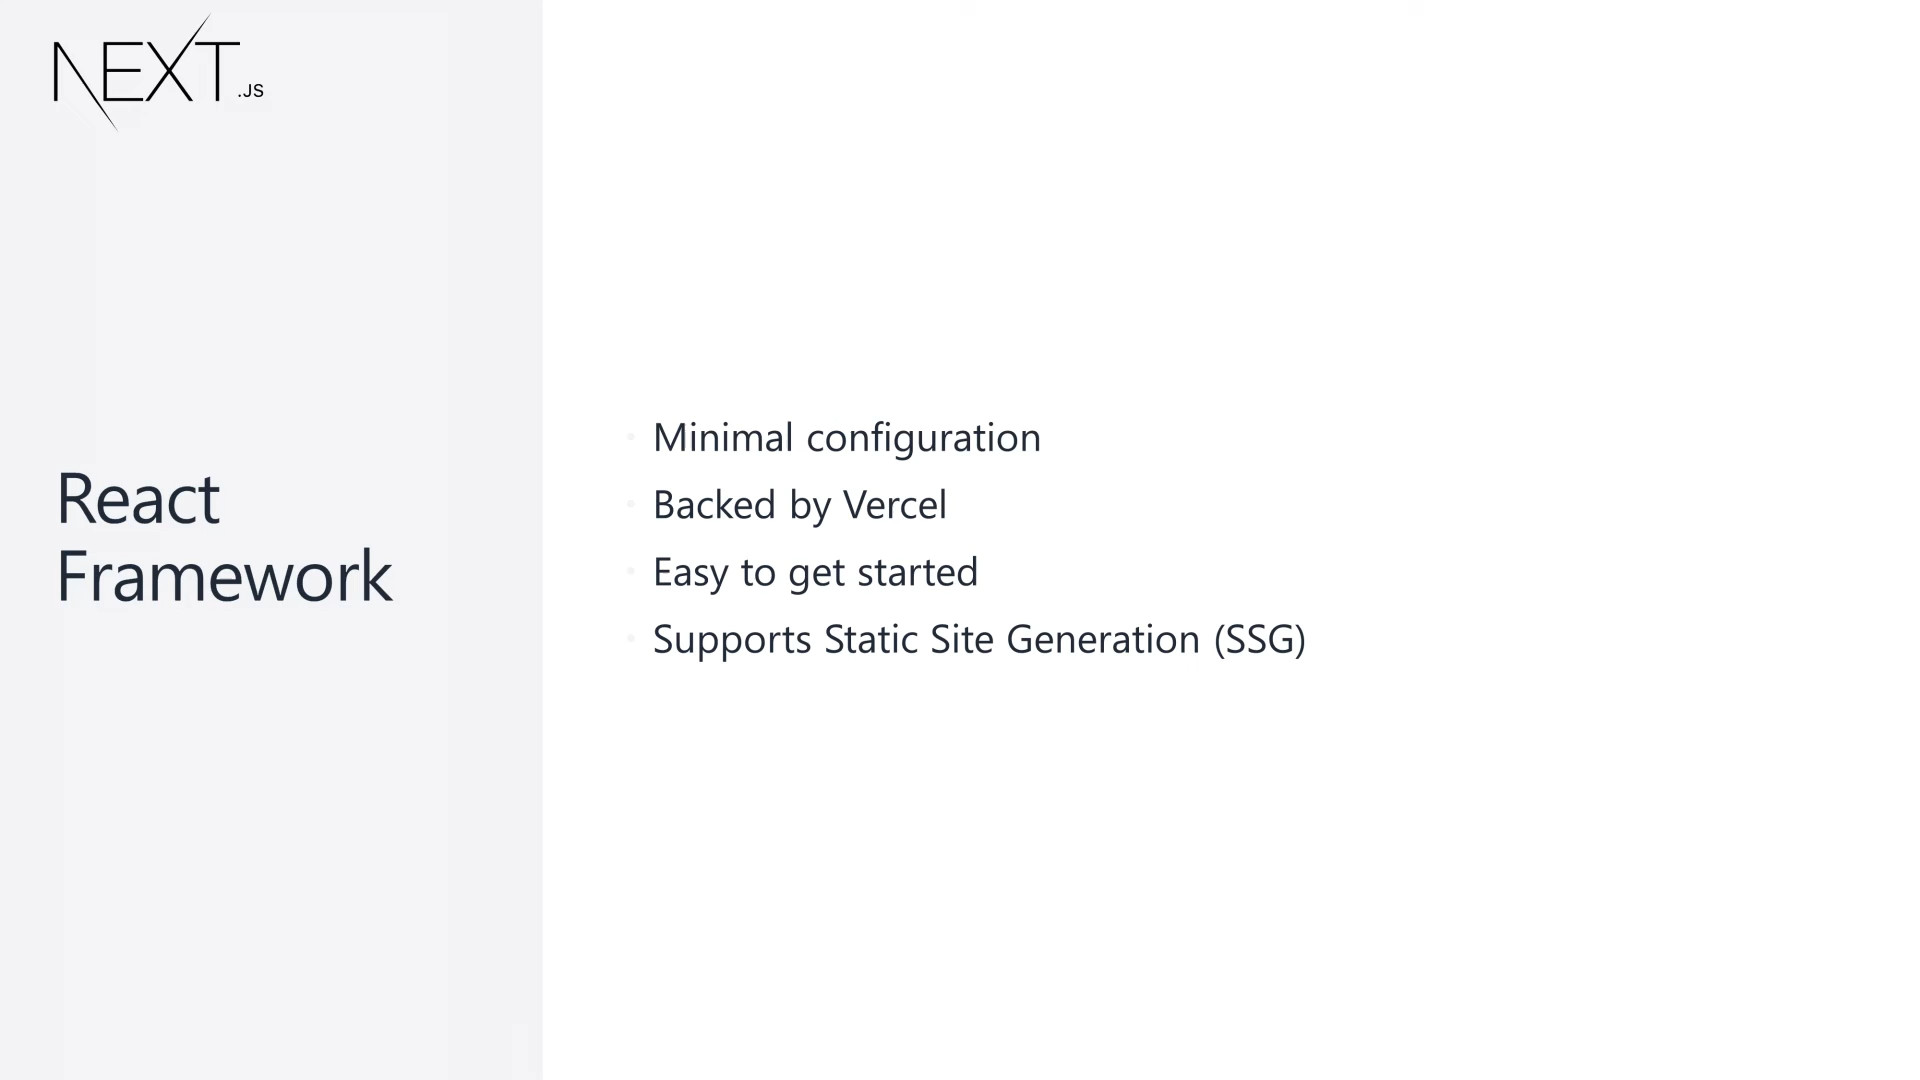 NEXT.JS
React
Framework
Minimal configuration
Backed by Vercel
Easy to get started
Supports Static Site Generation (SSG)